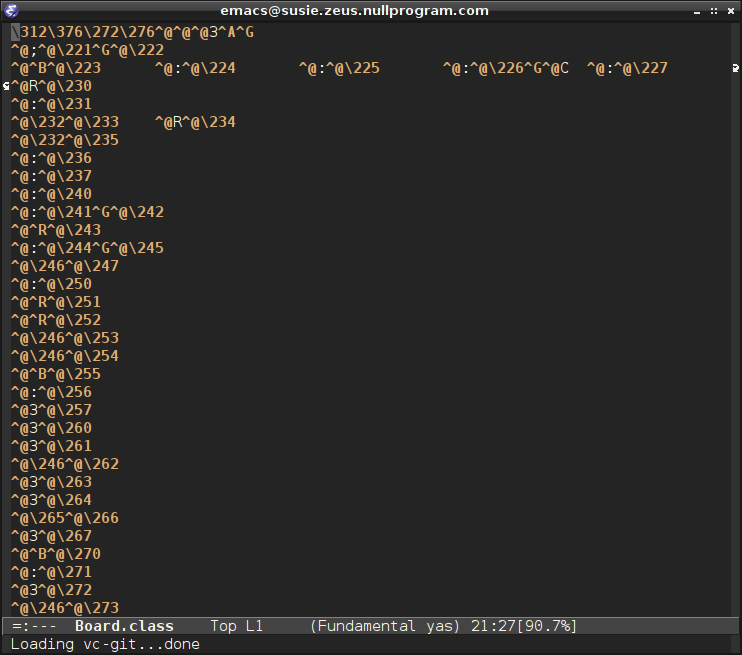 emacs@susie.zeus.nullprogram.com
\312\376\272\276^@^@^@3^A^G
^@;^@\221^G^@\222
^@^B^@\223      ^@:^@\224       ^@:^@\225       ^@:^@\226^G^@C  ^@:^@\227
^@R^@\230
^@:^@\231
^@\232^@\233    ^@R^@\234
^@\232^@\235
^@:^@\236
^@:^@\237
^@:^@\240
^@:^@\241^G^@\242
^@^R^@\243
^@:^@\244^G^@\245
^@\246^@\247
^@:^@\250
^@^R^@\251
^@^R^@\252
^@\246^@\253
^@\246^@\254
^@^B^@\255
^@:^@\256
^@3^@\257
^@3^@\260
^@3^@\261
^@\246^@\262
^@3^@\263
^@3^@\264
^@\265^@\266
^@3^@\267
^@^B^@\270
^@:^@\271
^@3^@\272
^@\246^@\273
=:---  Board.class    Top L1     (Fundamental yas) 21:27[90.7%]
Loading vc-git...done